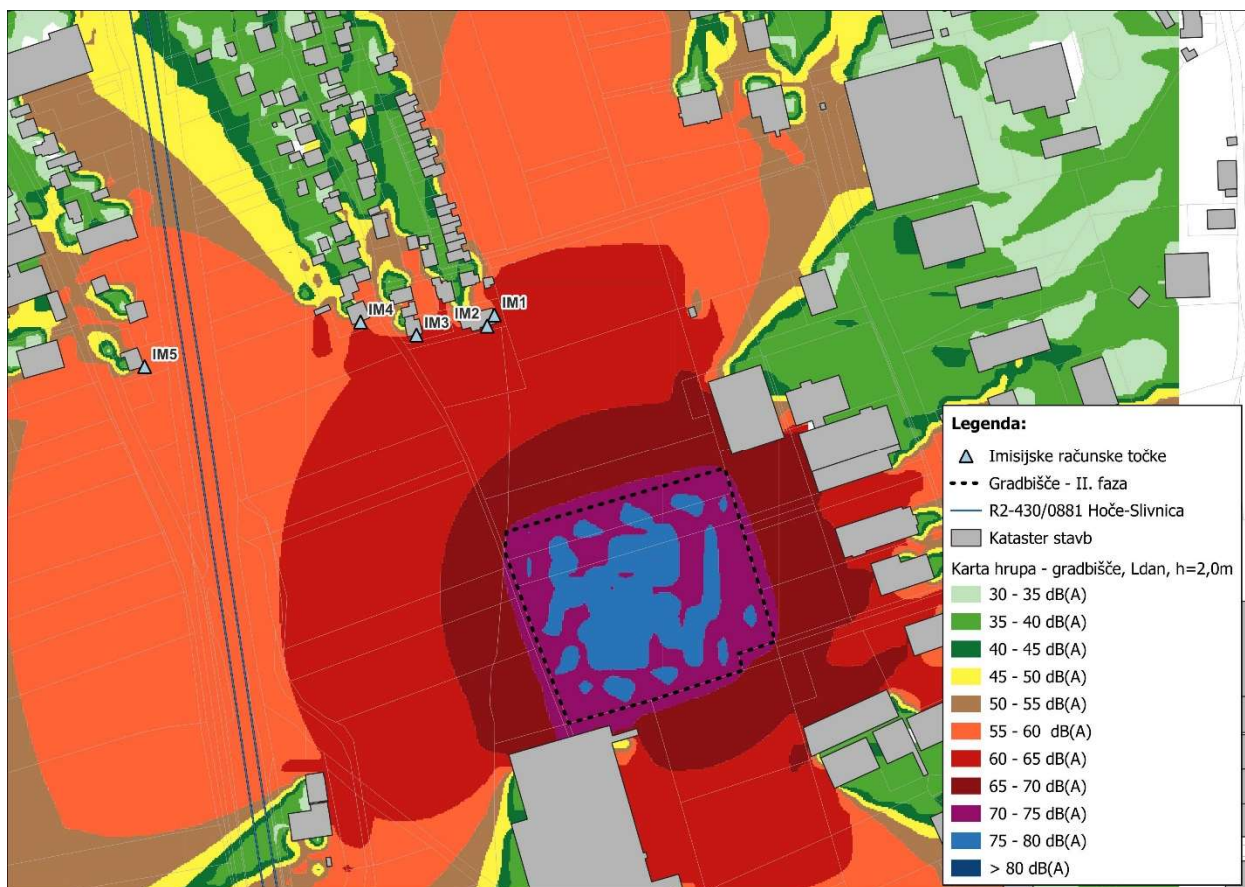 IM1
IM2
IM4
IM3
IM5
Legenda:
Imisijske računske točke
Gradbišče - II. faza
R2-430/0881 Hoče-Slivnica
Kataster stavb
Karta hrupa - gradbišče, Ldan, h=2,0m
30 - 35 dB(A)
35 - 40 dB(A)
40 - 45 dB(A)
45 - 50 dB(A)
50 - 55 dB(A)
55 - 60 dB(A)
60 - 65 dB(A)
65 - 70 dB(A)
70 - 75 dB(A)
75 - 80 dB(A)
> 80 dB(A)